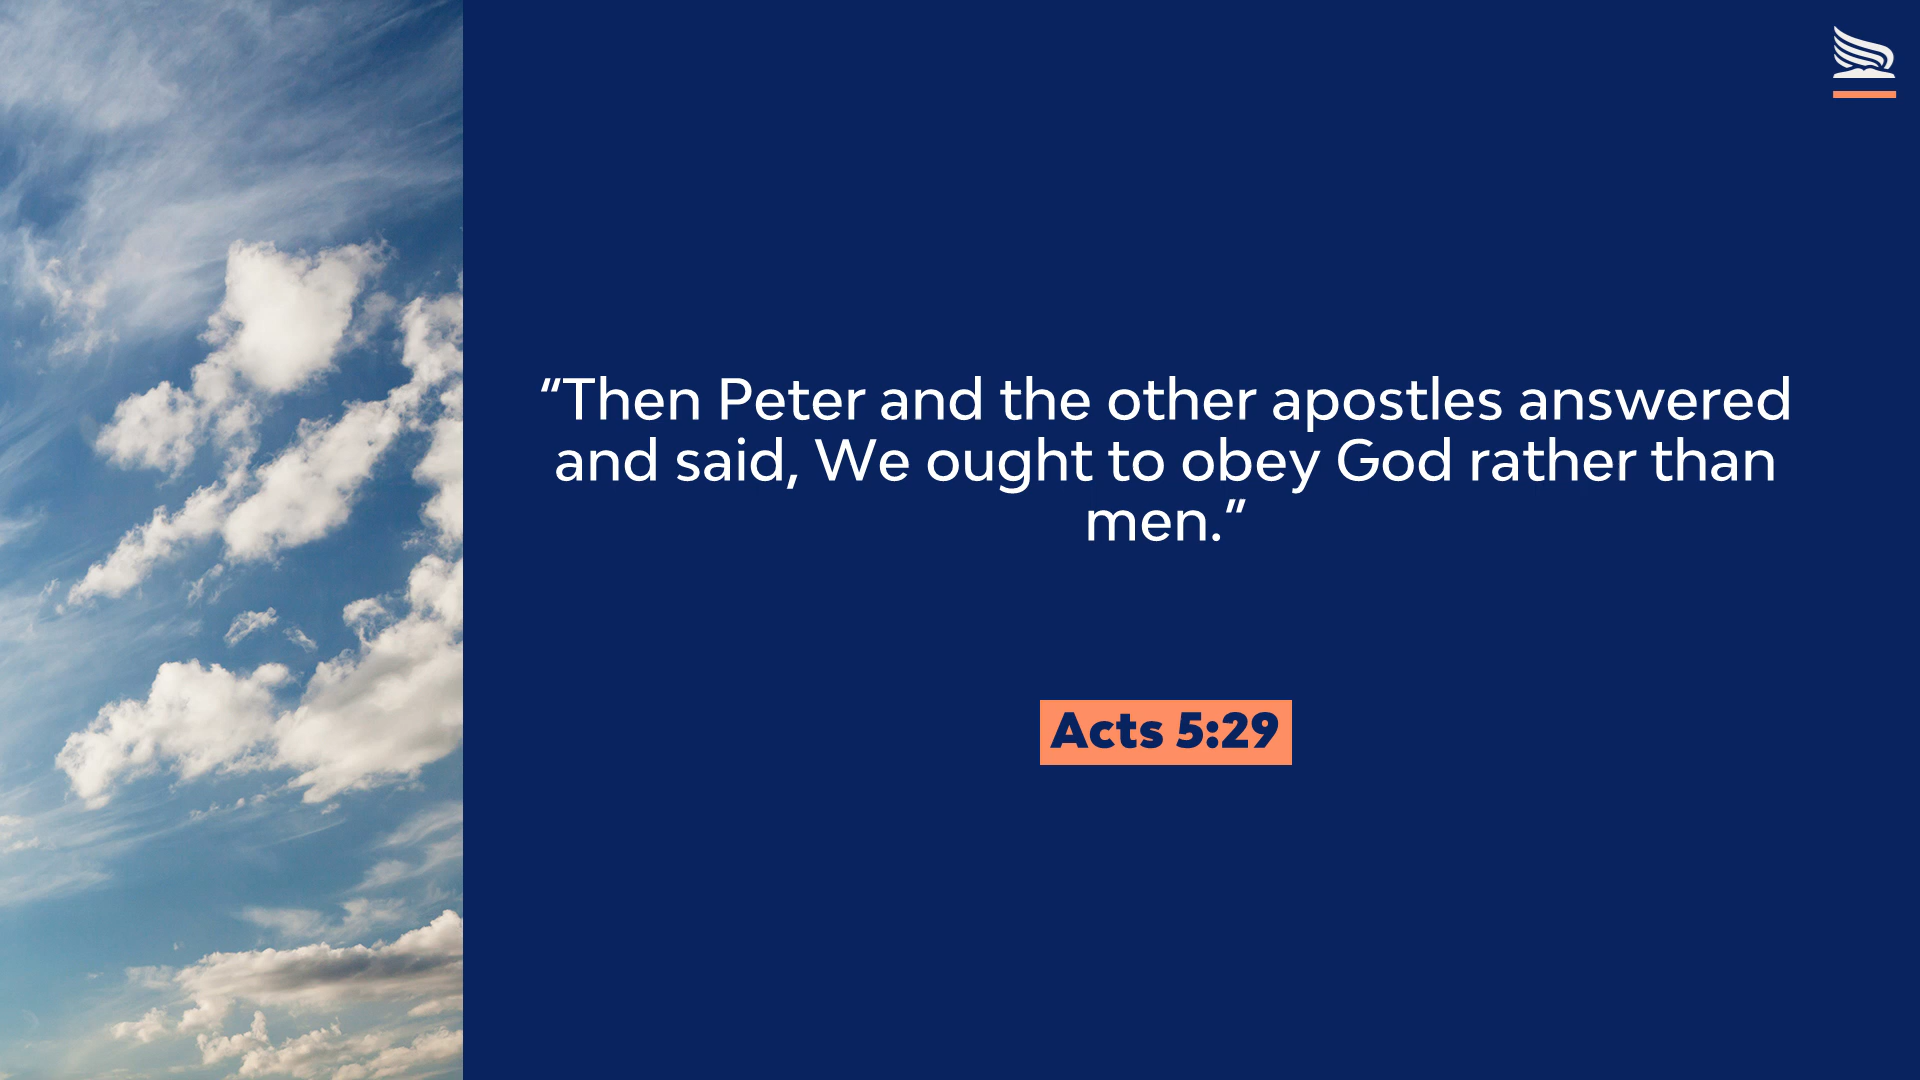 “Then Peter and the other apostles answered
and said, We ought to obey God rather than
men.”
Acts 5:29